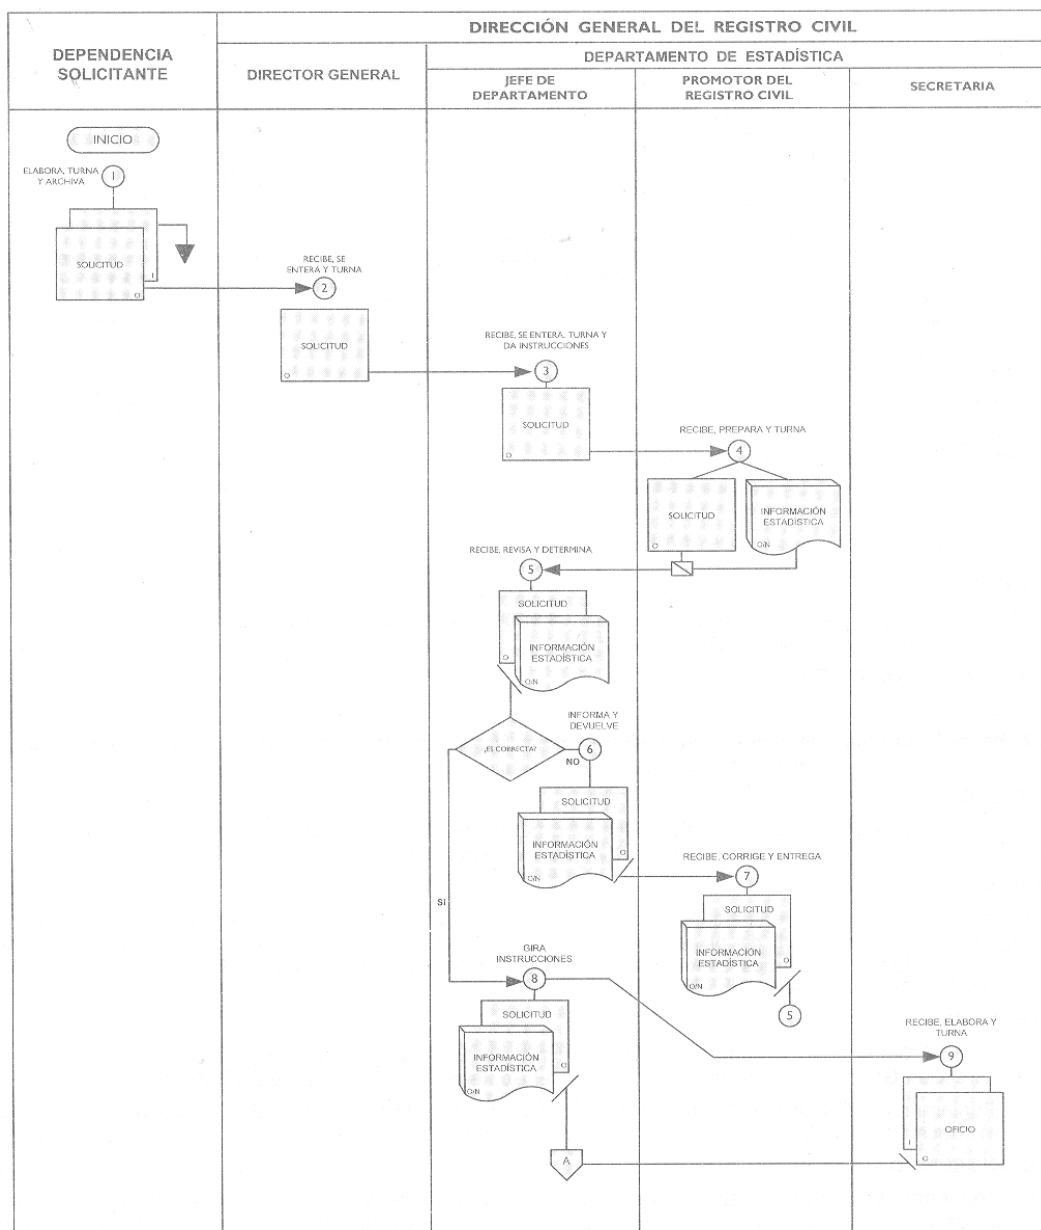 DIRECCIÓN GENERAL DEL REGISTRO CIVIL
DEPENDENCIA
SOLICITANTE
DIRECTOR GENERAL
DEPARTAMENTO DE ESTADÍSTICA
JEFE DE
DEPARTAMENTO
PROMOTOR DEL
REGISTRO CIVIL
SECRETARIA
INICIO
ELABORA, TURNA
Y ARCHIVA
1
SOLICITUD
1
O
RECIBE, SE
ENTERA Y TURNA
2
SOLICITUD
O
RECIBE, SE ENTERA, TURNA Y
DA INSTRUCCIONES
3
SOLICITUD
O
RECIBE, PREPARA Y TURNA
4
SOLICITUD
O
INFORMACIÓN
ESTADÍSTICA
O/N
RECIBE, REVISA Y DETERMINA
5
SOLICITUD
O
INFORMACIÓN
ESTADÍSTICA
O/N
¿ES CORRECTA?
NO
SI
INFORMA Y
DEVUELVE
6
SOLICITUD
O
INFORMACIÓN
ESTADÍSTICA
O/N
RECIBE, CORRIGE Y ENTREGA
7
SOLICITUD
O
INFORMACIÓN
ESTADÍSTICA
O/N
5
GIRA
INSTRUCCIONES
8
SOLICITUD
O
INFORMACIÓN
ESTADÍSTICA
O/N
A
RECIBE, ELABORA Y
TURNA
9
OFICIO
1
O